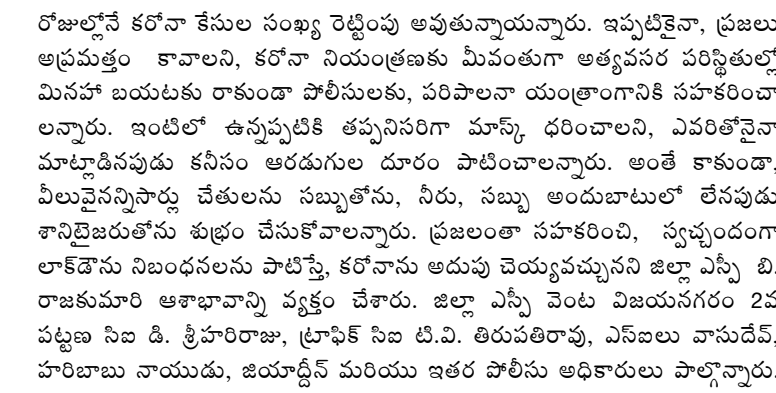 రోజుల్లోనే కరోనా కేసుల సంఖ్య రెట్టింపు అవుతున్నాయన్నారు. ఇప్పటికైనా, ప్రజలు
అప్రమత్తం కావాలని, కరోనా నియంత్రణకు మీవంతుగా అత్యవసర పరిస్థితుల్లో
మినహా బయటకు రాకుండా పోలీసులకు, పరిపాలనా యంత్రాంగానికి సహకరించా
లన్నారు. ఇంటిలో ఉన్నప్పటికి తప్పనిసరిగా మాస్క్ ధరించాలని, ఎవరితోనైనా
మాట్లాడినపుడు కనీసం ఆరడుగుల దూరం పాటించాలన్నారు. అంతే కాకుండా,
వీలువైనన్నిసార్లు చేతులను సబ్బుతోను, నీరు, సబ్బు అందుబాటులో లేనపుడు
శానిటైజరుతోను శుభ్రం చేసుకోవాలన్నారు. ప్రజలంతా సహకరించి, స్వచ్చందంగా
లాక్‌డౌను నిబంధనలను పాటిస్తే, కరోనాను అదుపు చెయ్యవచ్చునని జిల్లా ఎస్పీ బి.
రాజకుమారి ఆశాభావాన్ని వ్యక్తం చేశారు. జిల్లా ఎస్పీ వెంట విజయనగరం 2వ
పట్టణ సిఐ డి. శ్రీహరిరాజు, ట్రాఫిక్ సిఐ టి.వి. తిరుపతిరావు, ఎస్ఐలు వాసుదేవ్,
హరిబాబు నాయుడు, జియాద్దీన్ మరియు ఇతర పోలీసు అధికారులు పాల్గొన్నారు.